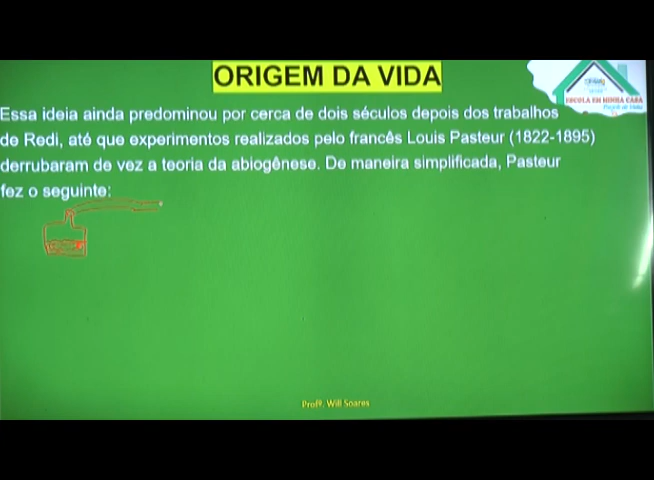 ORIGEM DA VIDA
ESCOLA EM MINHA CASA
Essa ideia ainda predominou por cerca de dois séculos depois dos trabalhos
de Redi, até que experimentos realizados pelo francês Louis Pasteur (1822-1895)
derrubaram de vez a teoria da abiogênese. De maneira simplificada, Pasteur
fez o seguinte:
Profº. Will Soares